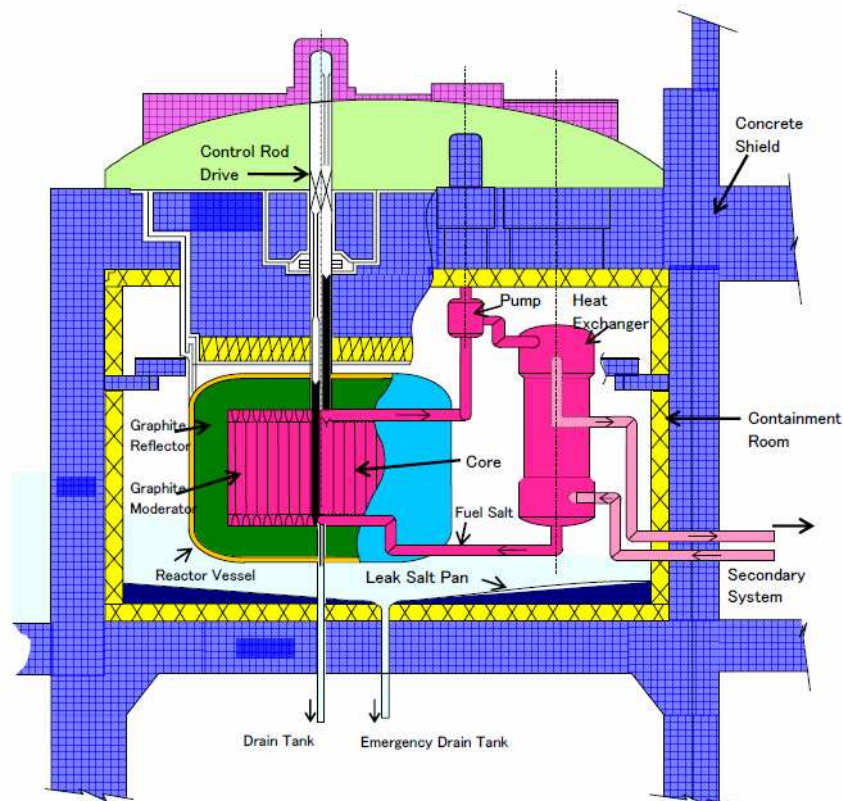 Control Rod
Drive
Concrete
Shield
Pump
Heat
Exchanger
Graphite
Reflector
Containment
Room
Core
Graphite
Moderator
Fuel Salt
Reactor Vessel
Leak Salt Pan
Secondary
System
Drain Tank
Emergency Drain Tank